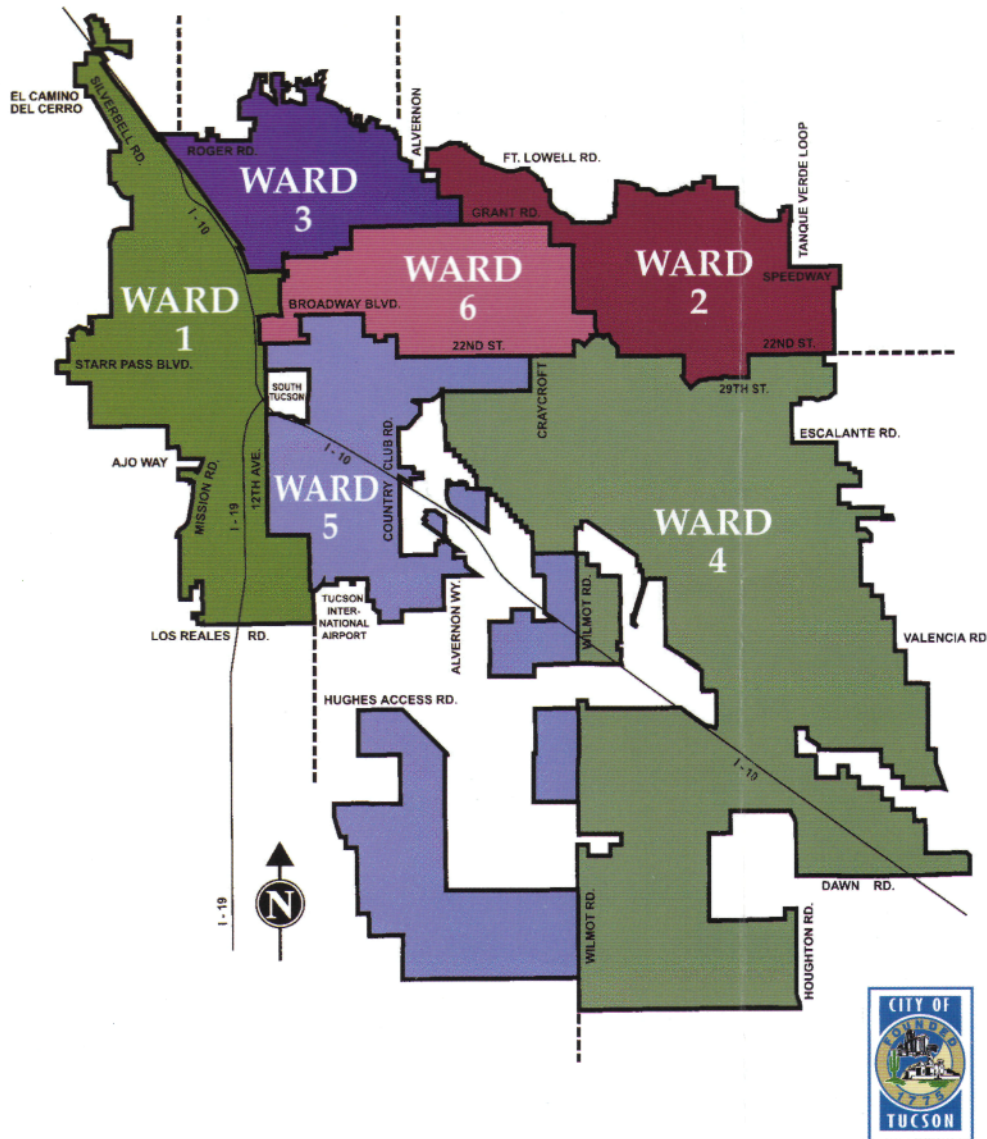 EL CAMINO
DEL CERRO
SILVERBELL RD.
ROGER RD.
ALVERNON
FT. LOWELL RD.
TANQUE VERDE LOOP
WARD
3
GRANT RD.
I - 10
WARD
1
WARD
6
WARD
2
SPEEDWAY
BROADWAY BLVD.
22ND ST.
22ND ST.
STARR PASS BLVD.
SOUTH
TUCSON
CRAYCROFT
29TH ST.
ESCALANTE RD.
AJO WAY
MISSION RD.
I - 19
12TH AVE.
I - 10
COUNTRY CLUB RD.
WARD
5
WARD
4
TUCSON
INTER-
NATIONAL
AIRPORT
ALVERNON WY.
WILMOT RD.
VALENCIA RD
LOS REALES RD.
HUGHES ACCESS RD.
I - 10
DAWN RD.
I - 19
N
WILMOT RD.
HOUGHTON RD.
CITY OF
FOUNDED
1775
TUCSON